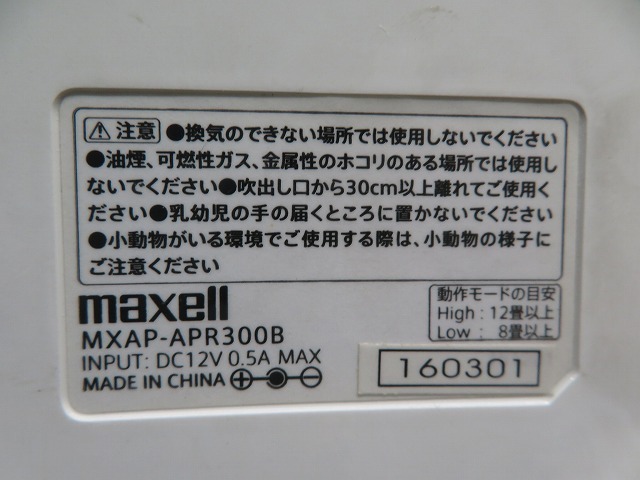 注意 ●換気のできない場所では使用しないでください
●油煙、可燃性ガス、金属性のホコリのある場所では使用し
ないでください●吹出し口から30cm以上離れてご使用く
ださい●乳幼児の手の届くところに置かないでください
●小動物がいる環境でご使用する際は、小動物の様子に
ご注意ください
maxell
MXAP-APR300B
INPUT: DC12V 0.5A MAX
MADE IN CHINA
動作モードの目安
High : 12畳以上
Low : 8畳以上
160301